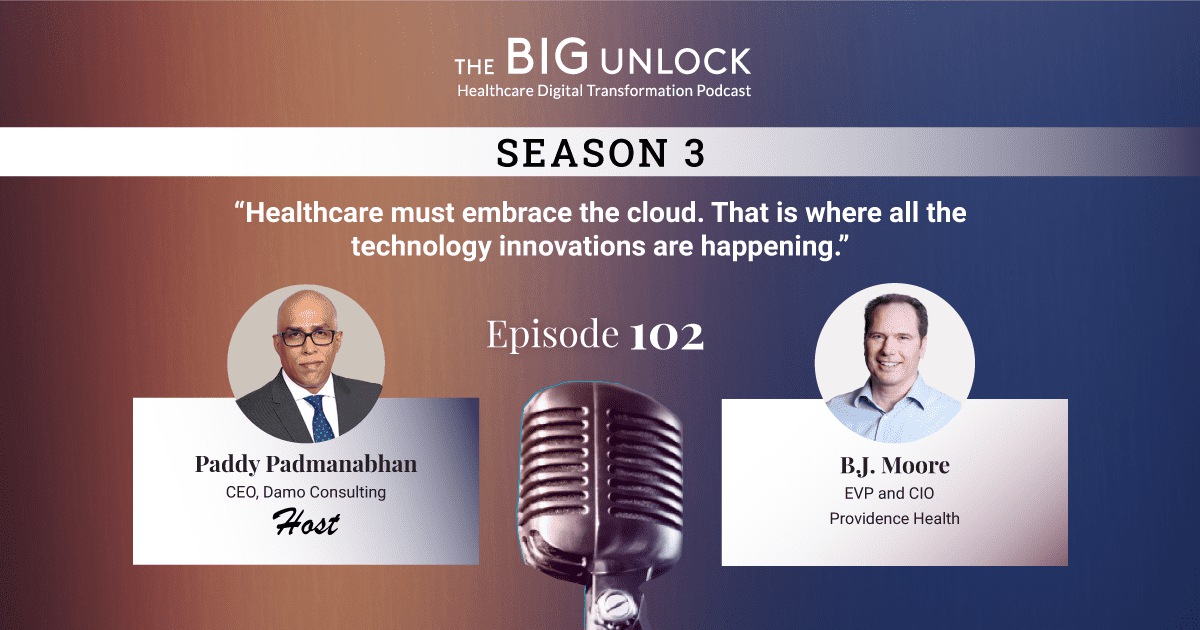 THE BIG UNLOCK
Healthcare Digital Transformation Podcast
SEASON 3
“Healthcare must embrace the cloud. That is where all the
technology innovations are happening.”
Episode 102
Paddy Padmanabhan
CEO, Damo Consulting
Host
B.J. Moore
EVP and CIO
Providence Health